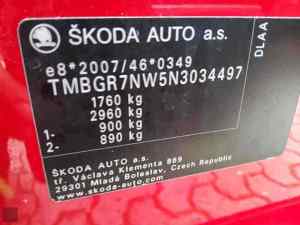 ŠKODA AUTO a.s.
DLAA
e8*2007/46*0349
TMBGR7NW5N3034497
1760 kg
2960 kg
1- 900 kg
2- 890 kg
ŠKODA AUTO a.s.
tř. Václava Klementa 869
29301 Mladá Boleslav, Czech Republic
www.skoda-auto.com